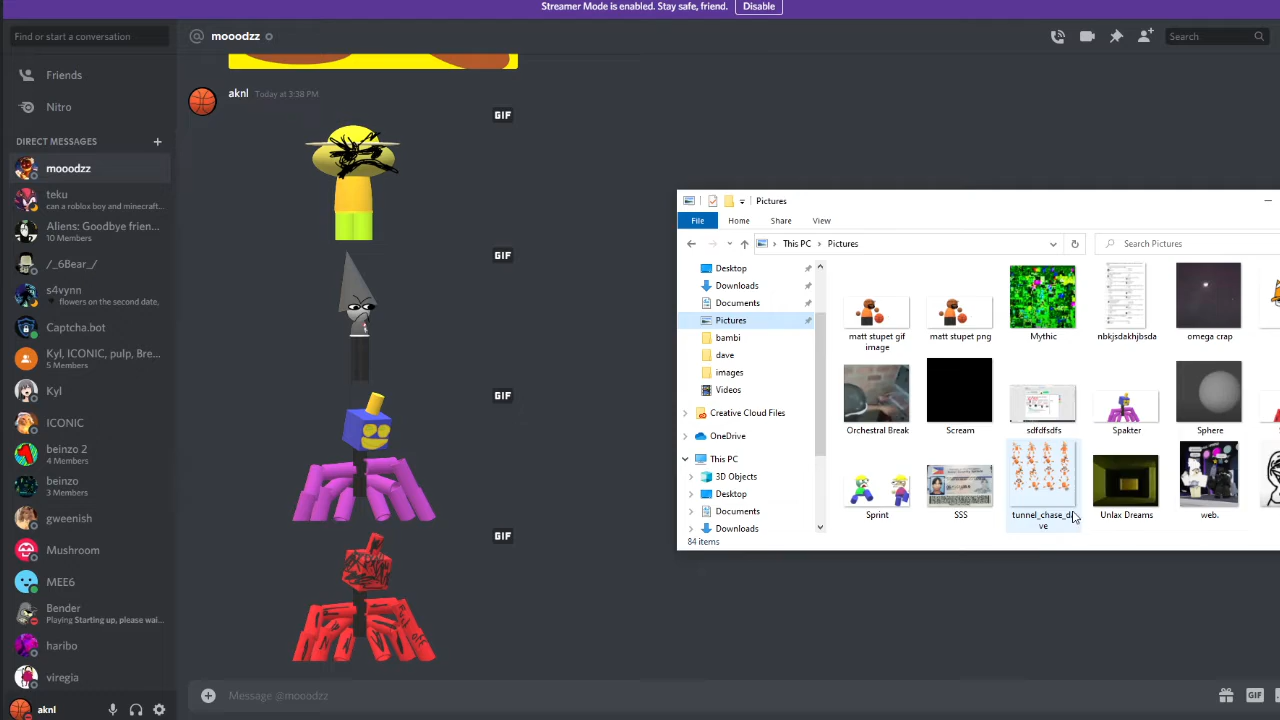 Streamer Mode is enabled. Stay safe, friend.
Disable
Find or start a conversation
mooodzz
Search
Friends
Nitro
DIRECT MESSAGES
mooodzz
teku
can a roblox boy and minecraft...
Aliens: Goodbye frien...
10 Members
/_6Bear_/
s4vynn
flowers on the second date,
Captcha.bot
Kyl, ICONIC, pulp, Bre...
5 Members
Kyl
ICONIC
beinzo 2
4 Members
beinzo
3 Members
gweenish
Mushroom
MEE6
Bender
Playing Starting up, please wai...
haribo
viregia
aknl
aknl Today at 3:38 PM
GIF
GIF
GIF
GIF
Message @mooodzz
GIF
Pictures
File Home Share View
This PC > Pictures
Search Pictures
Desktop
Downloads
Documents
Pictures
bambi
dave
images
Videos
Creative Cloud Files
OneDrive
This PC
3D Objects
Desktop
Documents
Downloads
matt stupet gif
image
matt stupet png
Mythic
nbkjsdakhjbsda
omega crap
Orchestral Break
Scream
sdfdfsdfs
Spakter
Sphere
Sprint
SSS
Unlax Dreams
web.
84 items